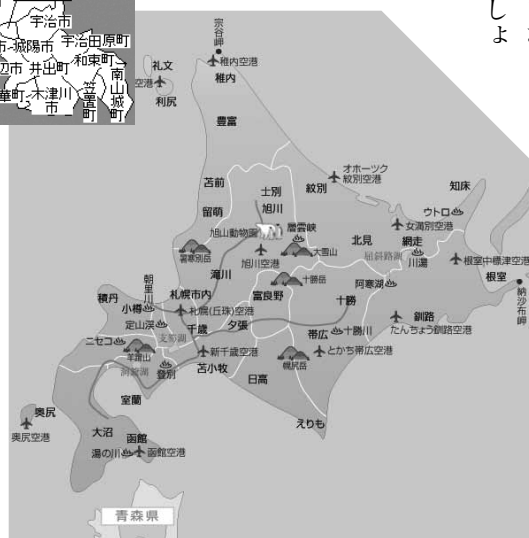 しょ
宇治市
城陽市
宇治田原町
辺市
井出町
和束町
華町
木津川市
笠置町
南山城町
宗谷岬
稚内空港
稚内
礼文
空港
利尻
豊富
オホーツク
紋別空港
苫前
士別
紋別
知床
留萌
旭川
ウトロ
旭山動物園
層雲峡
女満別空港
北見
網走
大雪山
暑寒別岳
旭川空港
屈斜路湖
川湯
根室中標津空港
滝川
十勝岳
阿寒湖
根室
朝里川
納沙布岬
積丹
札幌市内
富良野
十勝
小樽
札幌(丘珠)空港
釧路
定山渓
夕張
たんちょう釧路空港
千歳
帯広
十勝川
ニセコ
支笏湖
新千歳空港
とかち帯広空港
羊蹄山
幌尻岳
洞爺湖
登別
苫小牧
日高
室蘭
奥尻
えりも
大沼
函館
奥尻空港
湯の川
函館空港
青森県